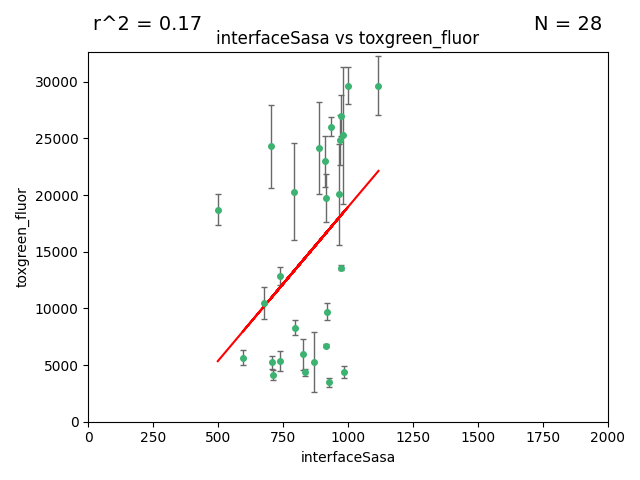 r^2 = 0.17
N = 28
interfaceSasa vs toxgreen_fluor
30000
25000
20000
15000
10000
5000
0
toxgreen_fluor
0 250 500 750 1000 1250 1500 1750 2000
interfaceSasa